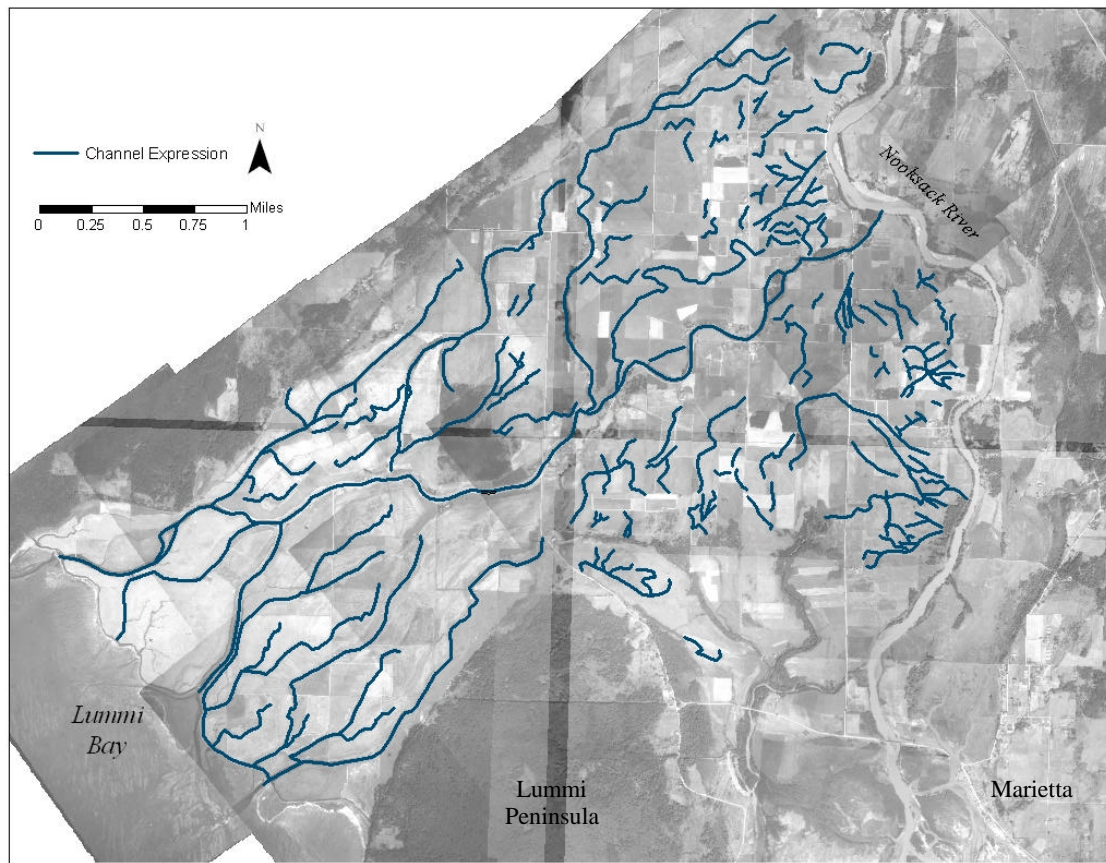 N
Channel Expression
Miles
0 0.25 0.5 0.75 1
Nooksack River
Lummi
Bay
Lummi
Peninsula
Marietta